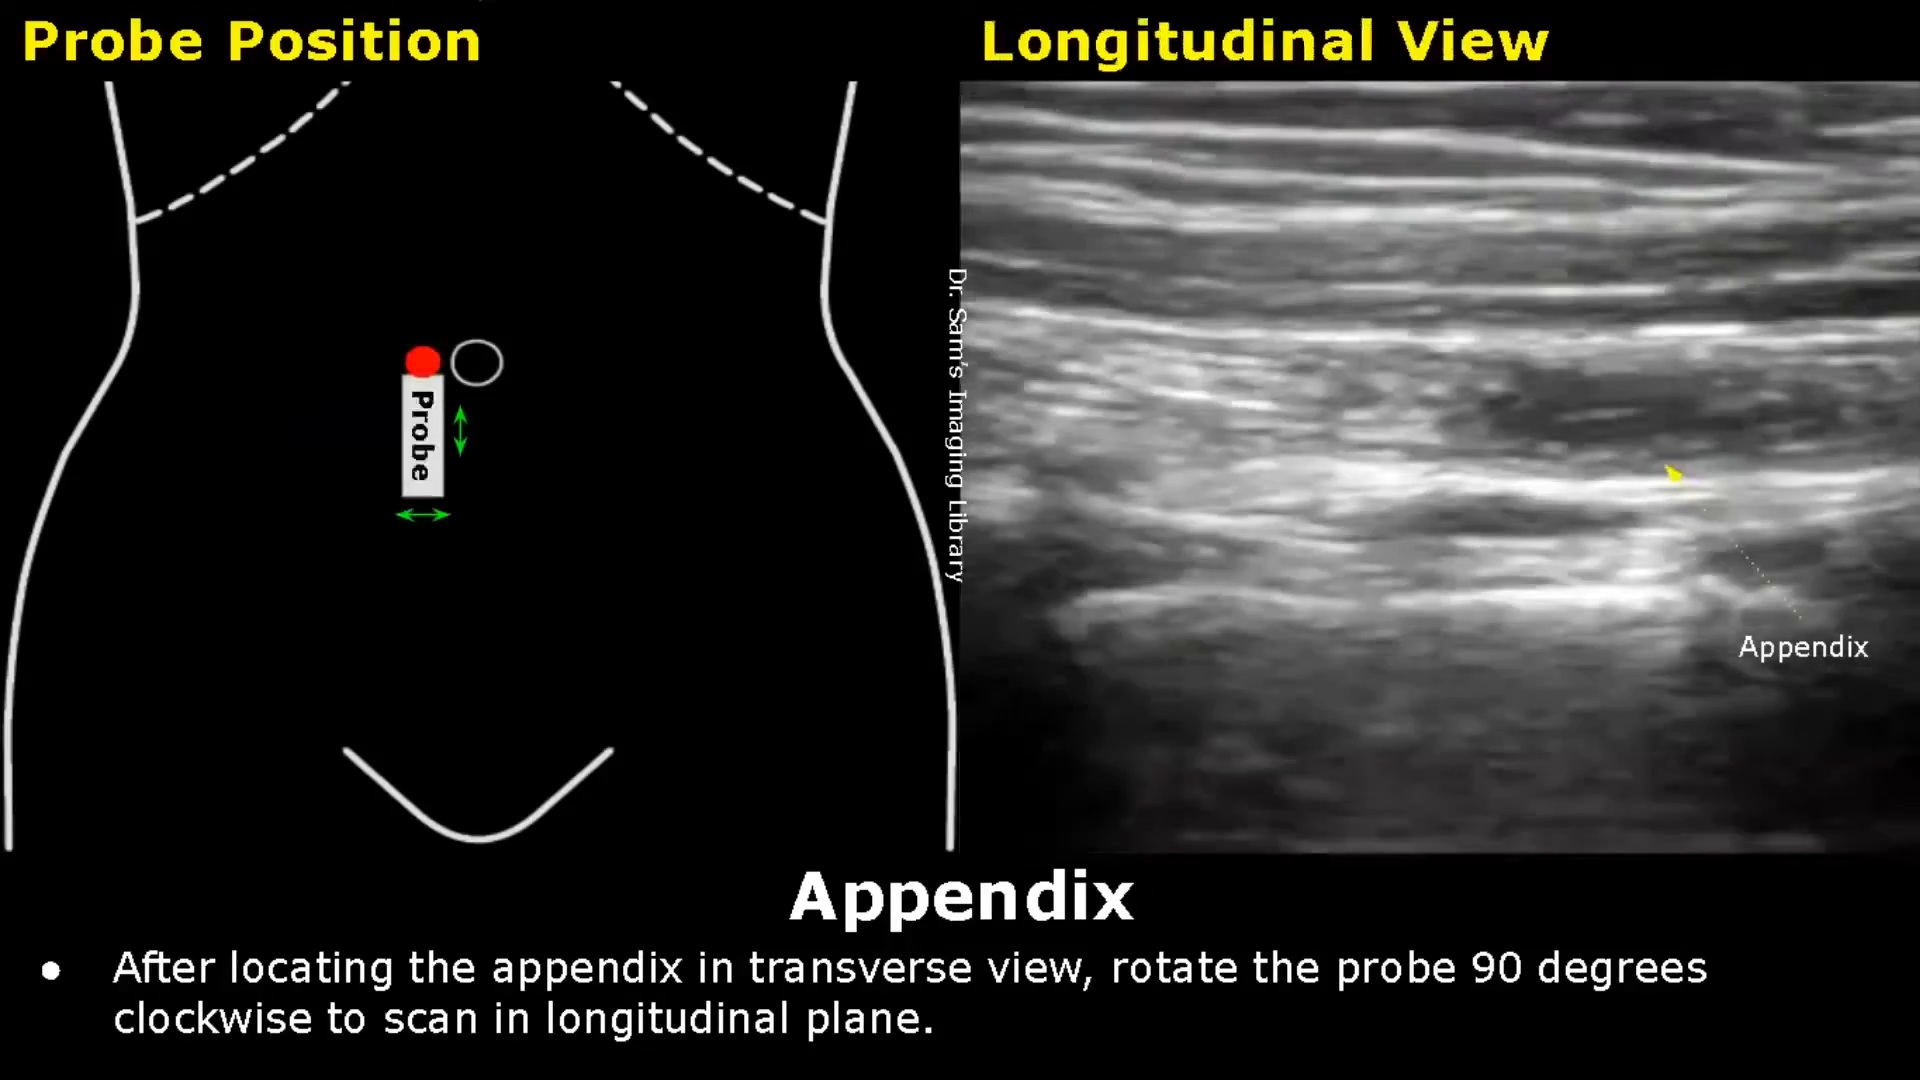 Probe Position
Longitudinal View
Probe
Dr. Sam's Imaging Library
Appendix
Appendix
• After locating the appendix in transverse view, rotate the probe 90 degrees
clockwise to scan in longitudinal plane.